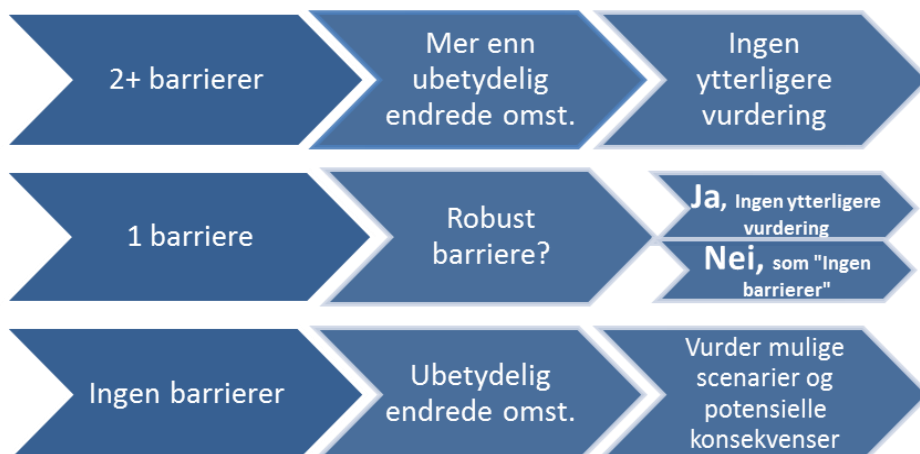 2+ barrierer
Mer enn
ubetydelig
endrede omst.
Ingen
ytterligere
vurdering
1 barriere
Robust
barriere?
Ja, Ingen ytterligere
vurdering
Nei, som "Ingen
barrierer"
Ingen barrierer
Ubetydelig
endrede omst.
Vurder mulige
scenarier og
potensielle
konsekvenser